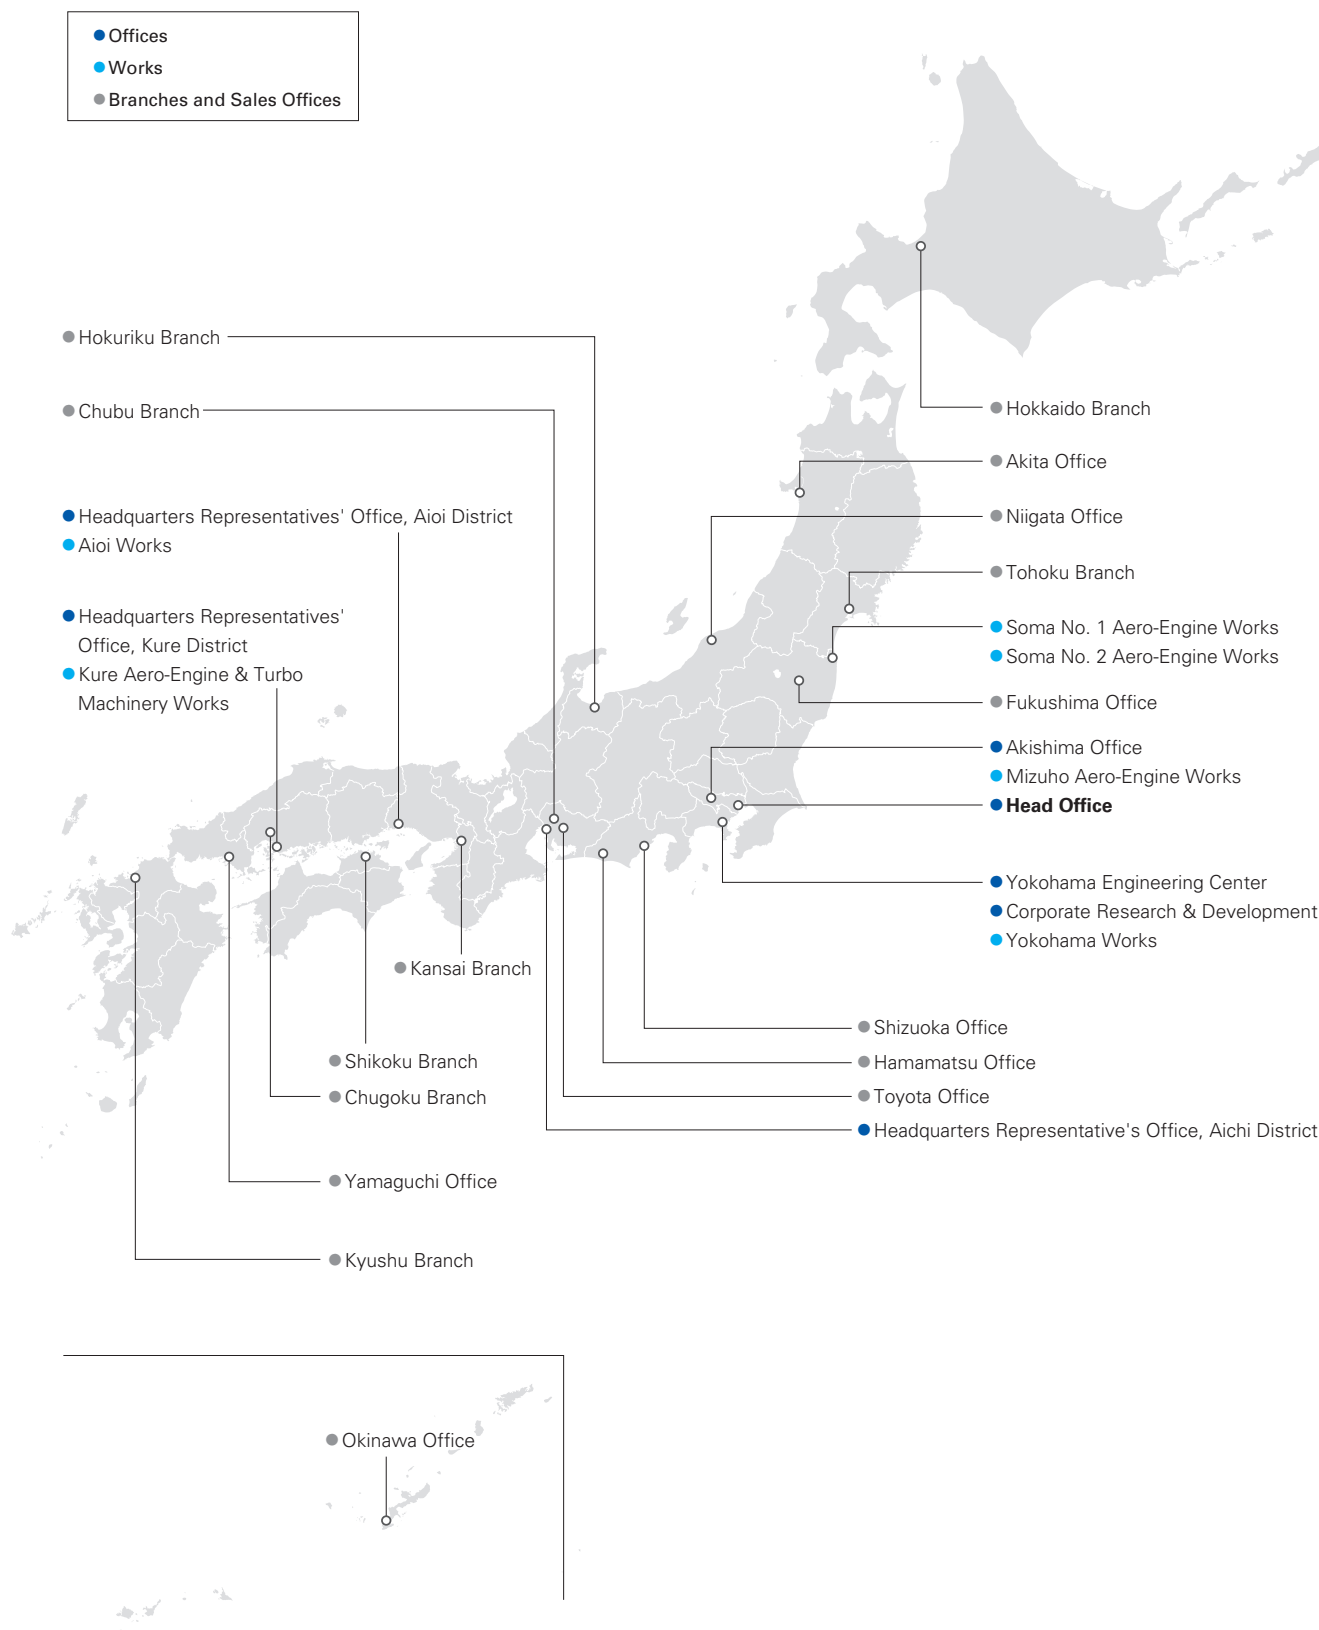 Offices
Works
Branches and Sales Offices
Hokuriku Branch
Chubu Branch
Headquarters Representatives' Office, Aioi District
Aioi Works
Headquarters Representatives'
Office, Kure District
Kure Aero-Engine & Turbo
Machinery Works
Hokkaido Branch
Akita Office
Niigata Office
Tohoku Branch
Soma No. 1 Aero-Engine Works
Soma No. 2 Aero-Engine Works
Fukushima Office
Akishima Office
Mizuho Aero-Engine Works
Head Office
Yokohama Engineering Center
Corporate Research & Development
Yokohama Works
Kansai Branch
Shikoku Branch
Chugoku Branch
Yamaguchi Office
Kyushu Branch
Shizuoka Office
Hamamatsu Office
Toyota Office
Headquarters Representative's Office, Aichi District
Okinawa Office